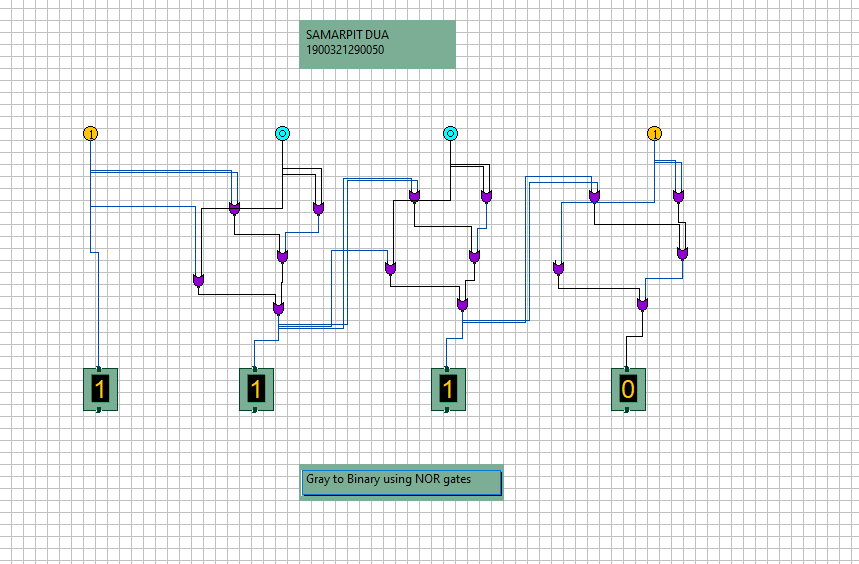 SAMARPIT DUA
1900321290050
1 0 0 1
1 1 1 0
Gray to Binary using NOR gates